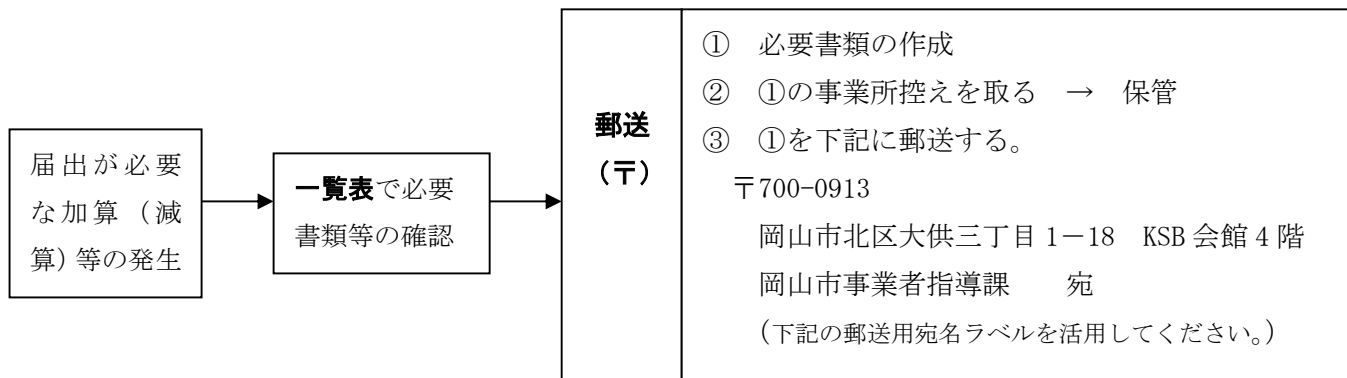 届出が必要
な加算（減
算）等の発生
一覧表で必要
書類等の確認
郵送
（〒）
① 必要書類の作成
② ①の事業所控えを取る → 保管
③ ①を下記に郵送する。
〒700-0913
岡山市北区大供三丁目1－18 KSB会館4階
岡山市事業者指導課 宛
（下記の郵送用宛名ラベルを活用してください。）